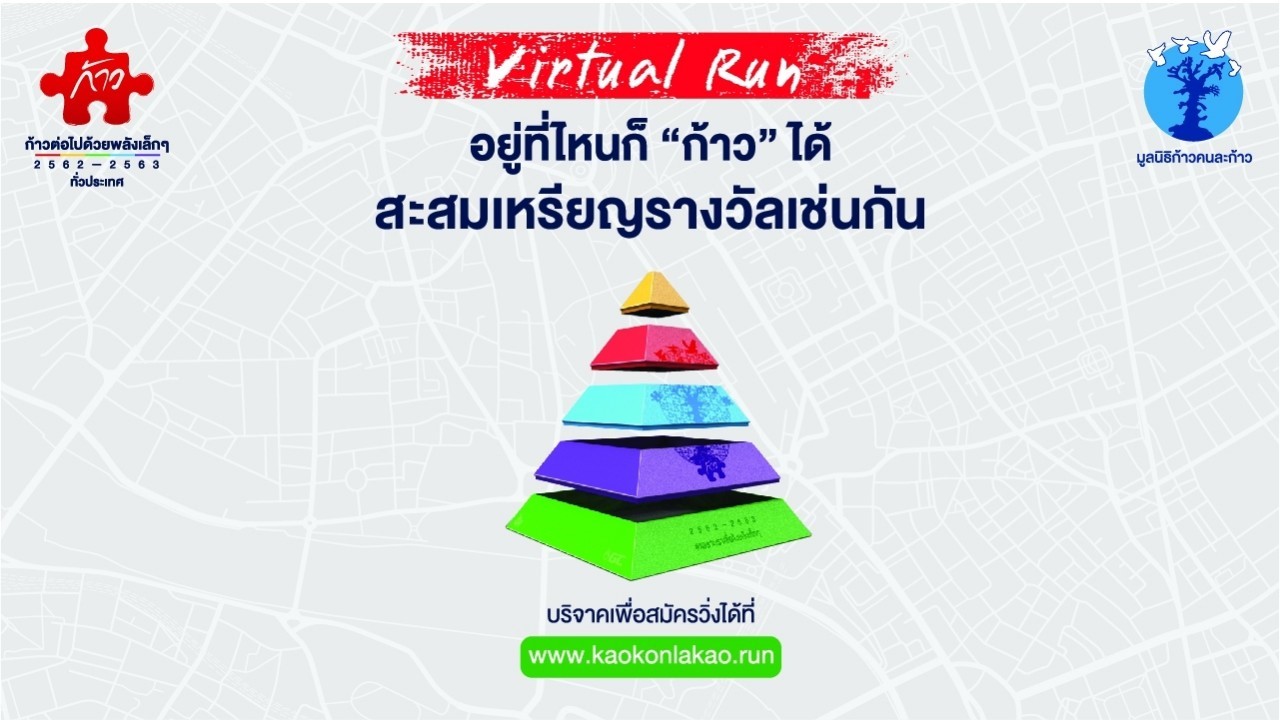 ก้าว
ก้าวต่อไปด้วยพลังเล็กๆ
2562 — 2563
ทั่วประเทศ
Virtual Run
อยู่ที่ไหนก็ “ก้าว” ได้
สะสมเหรียญรางวัลเช่นกัน
มูลนิธิก้าวคนละก้าว
2562 - 2563
บริจาคเพื่อสมัครวิ่งได้ที่
www.kaokonlakao.run